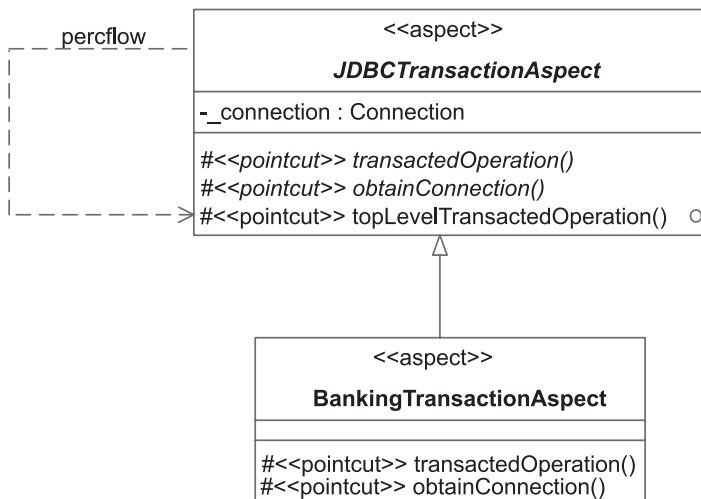 percflow
<<aspect>>
JDBCTransactionAspect
-_connection : Connection
#<<pointcut>> transactedOperation()
#<<pointcut>> obtainConnection()
#<<pointcut>> topLevelTransactedOperation()
<<aspect>>
BankingTransactionAspect
#<<pointcut>> transactedOperation()
#<<pointcut>> obtainConnection()